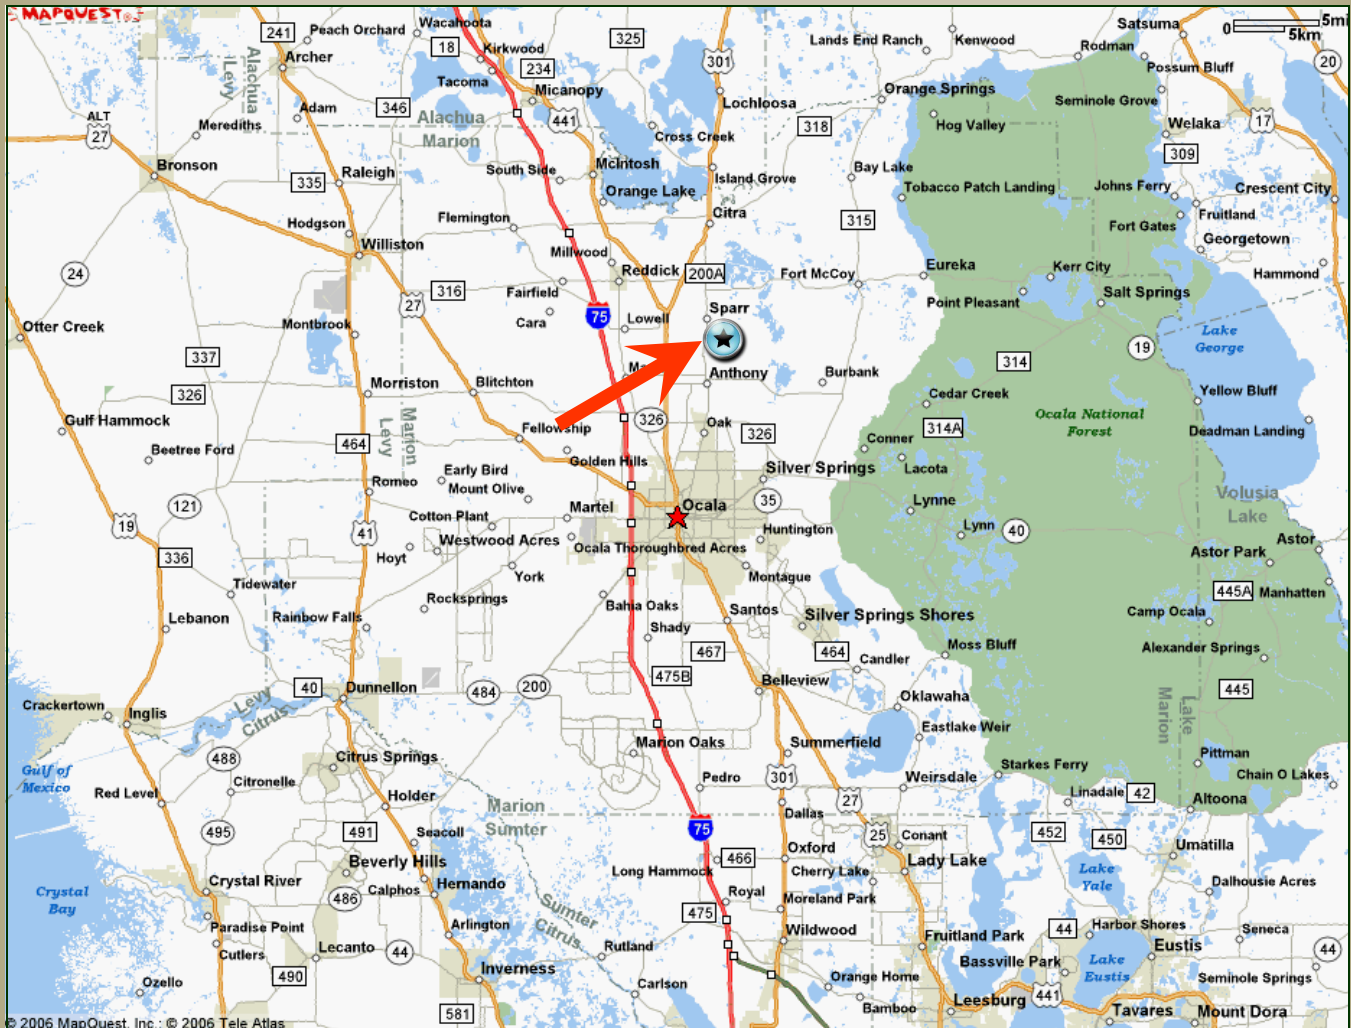 MAPQUEST
Wacahoota
Satsuma
0 5mi
5km
241
Peach Orchard
18
Kirkwood
325
Lands End Ranch
Kenwood
Rodman
Archer
Alachua
Levy
Tacoma
234
301
Possum Bluff
20
Micanopy
Orange Springs
Seminole Grove
ALT
27
Adam
346
Lochloosa
Merediths
Alachua
Marion
441
Cross Creek
318
Hog Valley
Welaka
17
Bronson
McIntosh
309
335
Raleigh
South Side
Island Grove
Bay Lake
Orange Lake
Tobacco Patch Landing
Johns Ferry
Crescent City
Hodgson
Flemington
Citra
315
Fort Gates
Fruitland
Williston
Millwood
Georgetown
24
Reddick
200A
Fort McCoy
Eureka
Kerr City
Hammond
316
Fairfield
Point Pleasant
Salt Springs
27
Sparr
Otter Creek
Montbrook
Cara
75
Lowell
Lake
George
337
19
314
326
Morriston
Blitchton
Ma
Anthony
Burbank
Cedar Creek
Yellow Bluff
Gulf Hammock
Marion
Levy
Fellowship
326
Oak
326
314A
Ocala National
Forest
Deadman Landing
464
Conner
Beetree Ford
Early Bird
Golden Hills
Silver Springs
Lacota
Romeo
Mount Olive
Volusia
Lake
121
Martel
Ocala
35
Lynne
19
Cotton Plant
Lynn
40
41
Westwood Acres
Huntington
Astor
336
Hoyt
Ocala Thoroughbred Acres
Astor Park
Tidewater
York
Montague
445A
Manhatten
Rocksprings
Bahia Oaks
Santos
Silver Springs Shores
Camp Ocala
Lebanon
Rainbow Falls
Shady
467
464
Moss Bluff
Alexander Springs
Candler
475B
40
Dunnellon
484
200
Belleview
Oklawaha
445
Marion
Lake
Crackertown
Inglis
Levy
Citrus
Eastlake Weir
488
Marion Oaks
Summerfield
Pittman
Gulf of
Mexico
Citrus Springs
Citronelle
Pedro
301
Weirsdale
Starkes Ferry
Chain O Lakes
Red Level
Holder
Marion
Sumter
27
Linadale
42
Altoona
Dallas
495
491
Seacoll
75
25
Conant
452
450
Beverly Hills
466
Oxford
Lady Lake
Umatilla
Crystal River
Calphos
Hernando
Long Hammock
Cherry Lake
Lake
Yale
Dalhousie Acres
Crystal
Bay
486
Royal
Moreland Park
475
Sumter
Citrus
Paradise Point
Arlington
Wildwood
Fruitland Park
44
Harbor Shores
Seneca
Cutlers
Lecanto
44
Rutland
Eustis
44
490
Inverness
Bassville Park
Lake
Eustis
Orange Home
Seminole Springs
Ozello
Carlson
441
581
Bamboo
Leesburg
Tavares
Mount Dora
© 2006 MapQuest, Inc.; © 2006 Tele Atlas